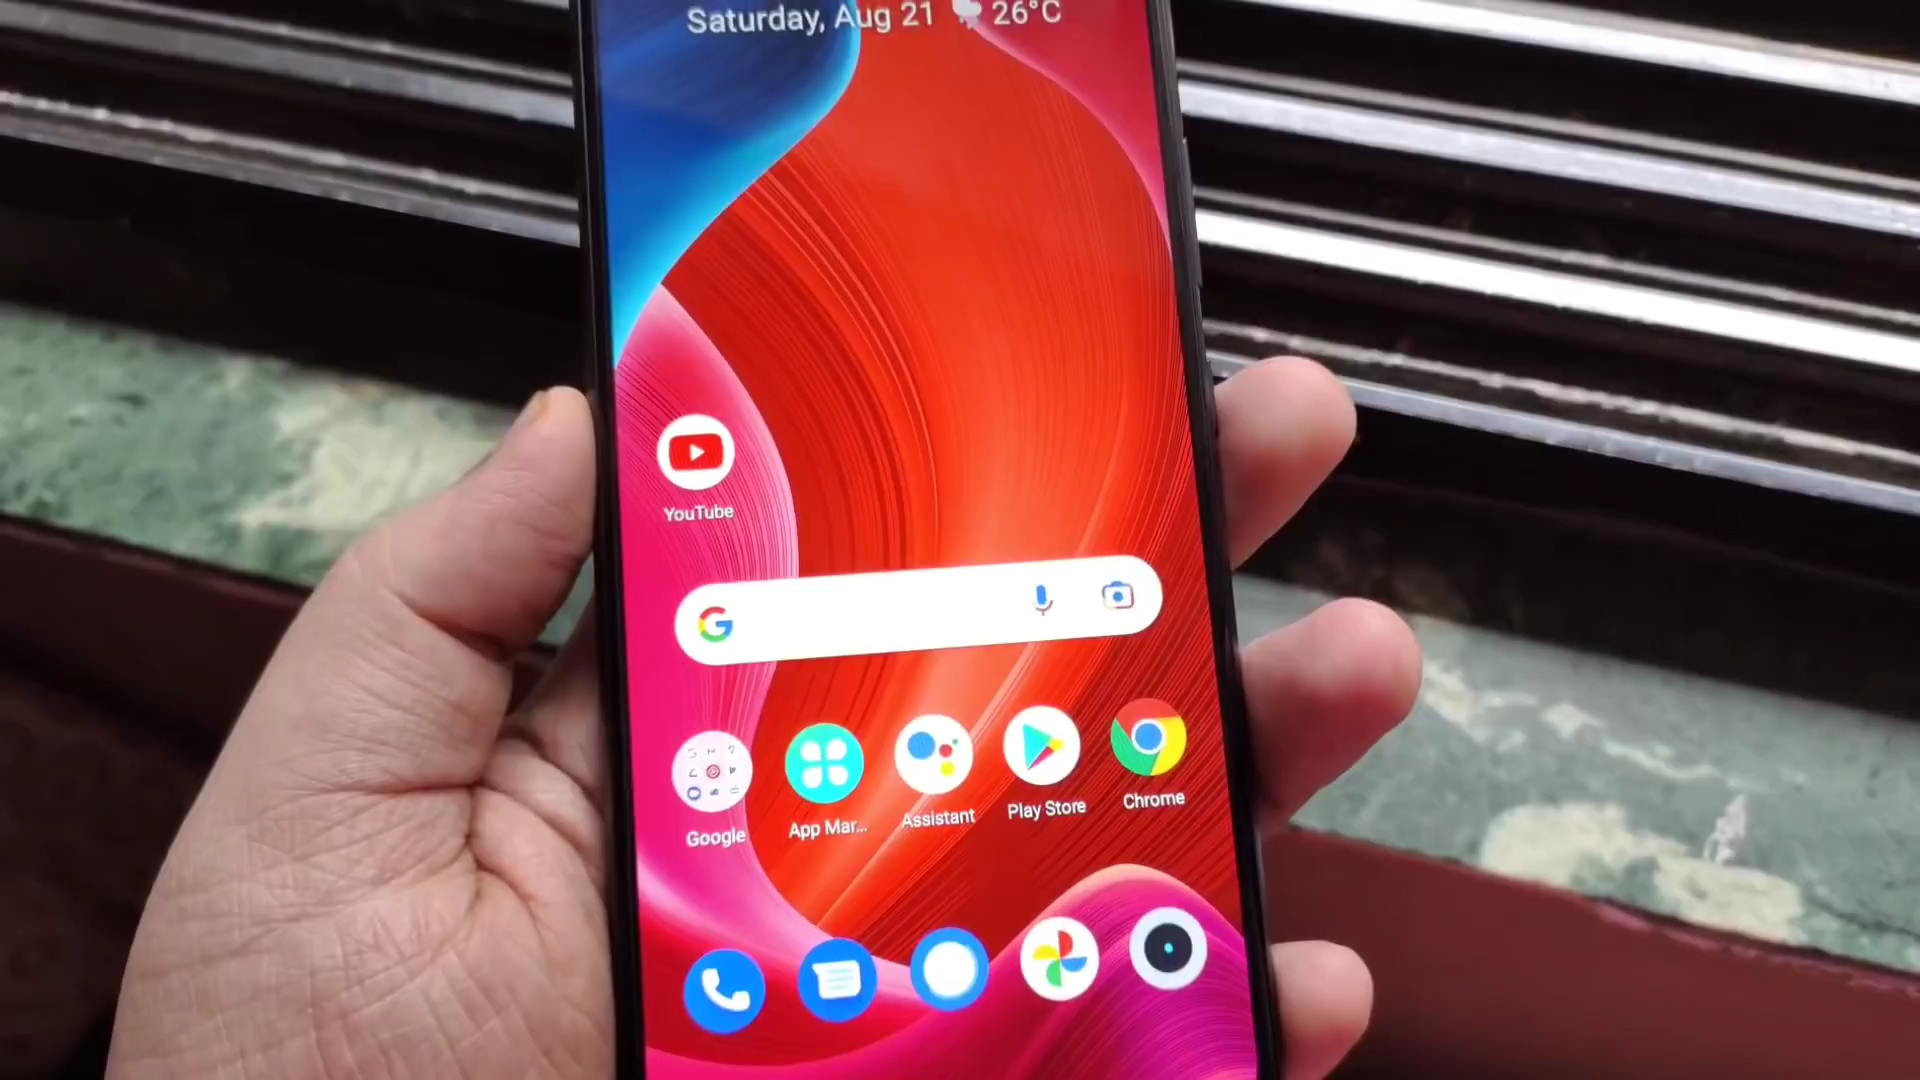 Saturday, Aug 21 26°C
YouTube
Google
App Mar...
Assistant
Play Store
Chrome